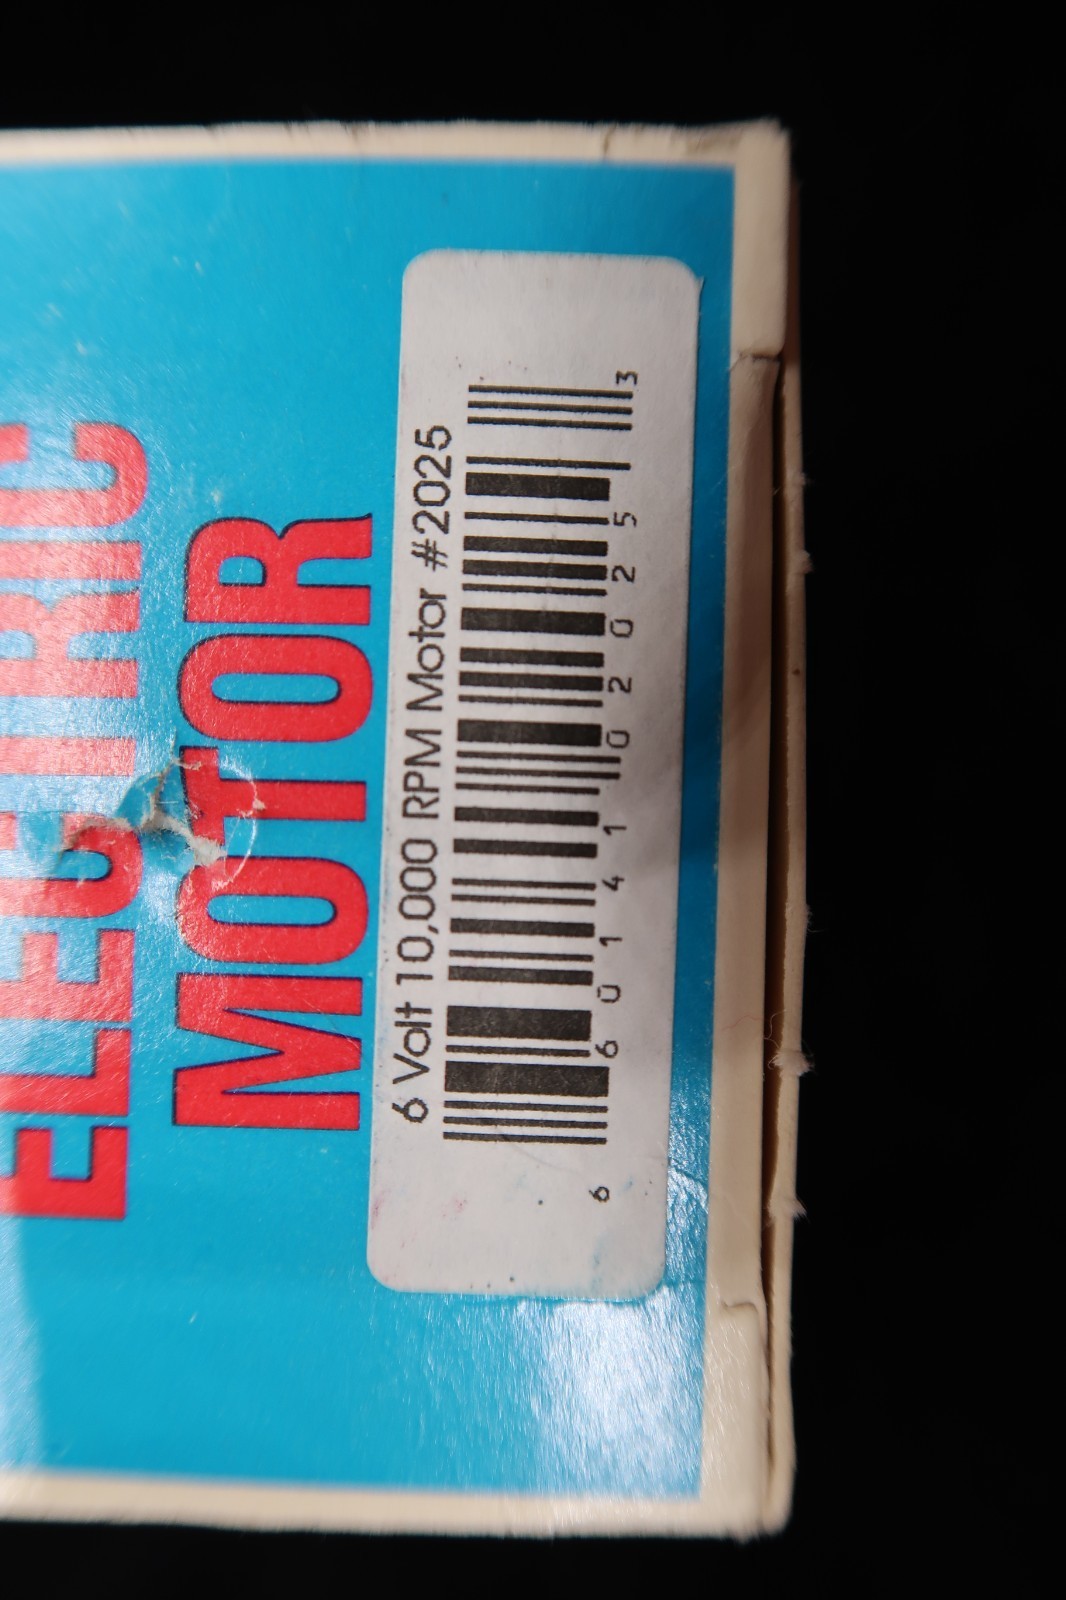 ELECTRIC
MOTOR
6 Volt 10,000 RPM Motor #2025
6 60141 02025 3